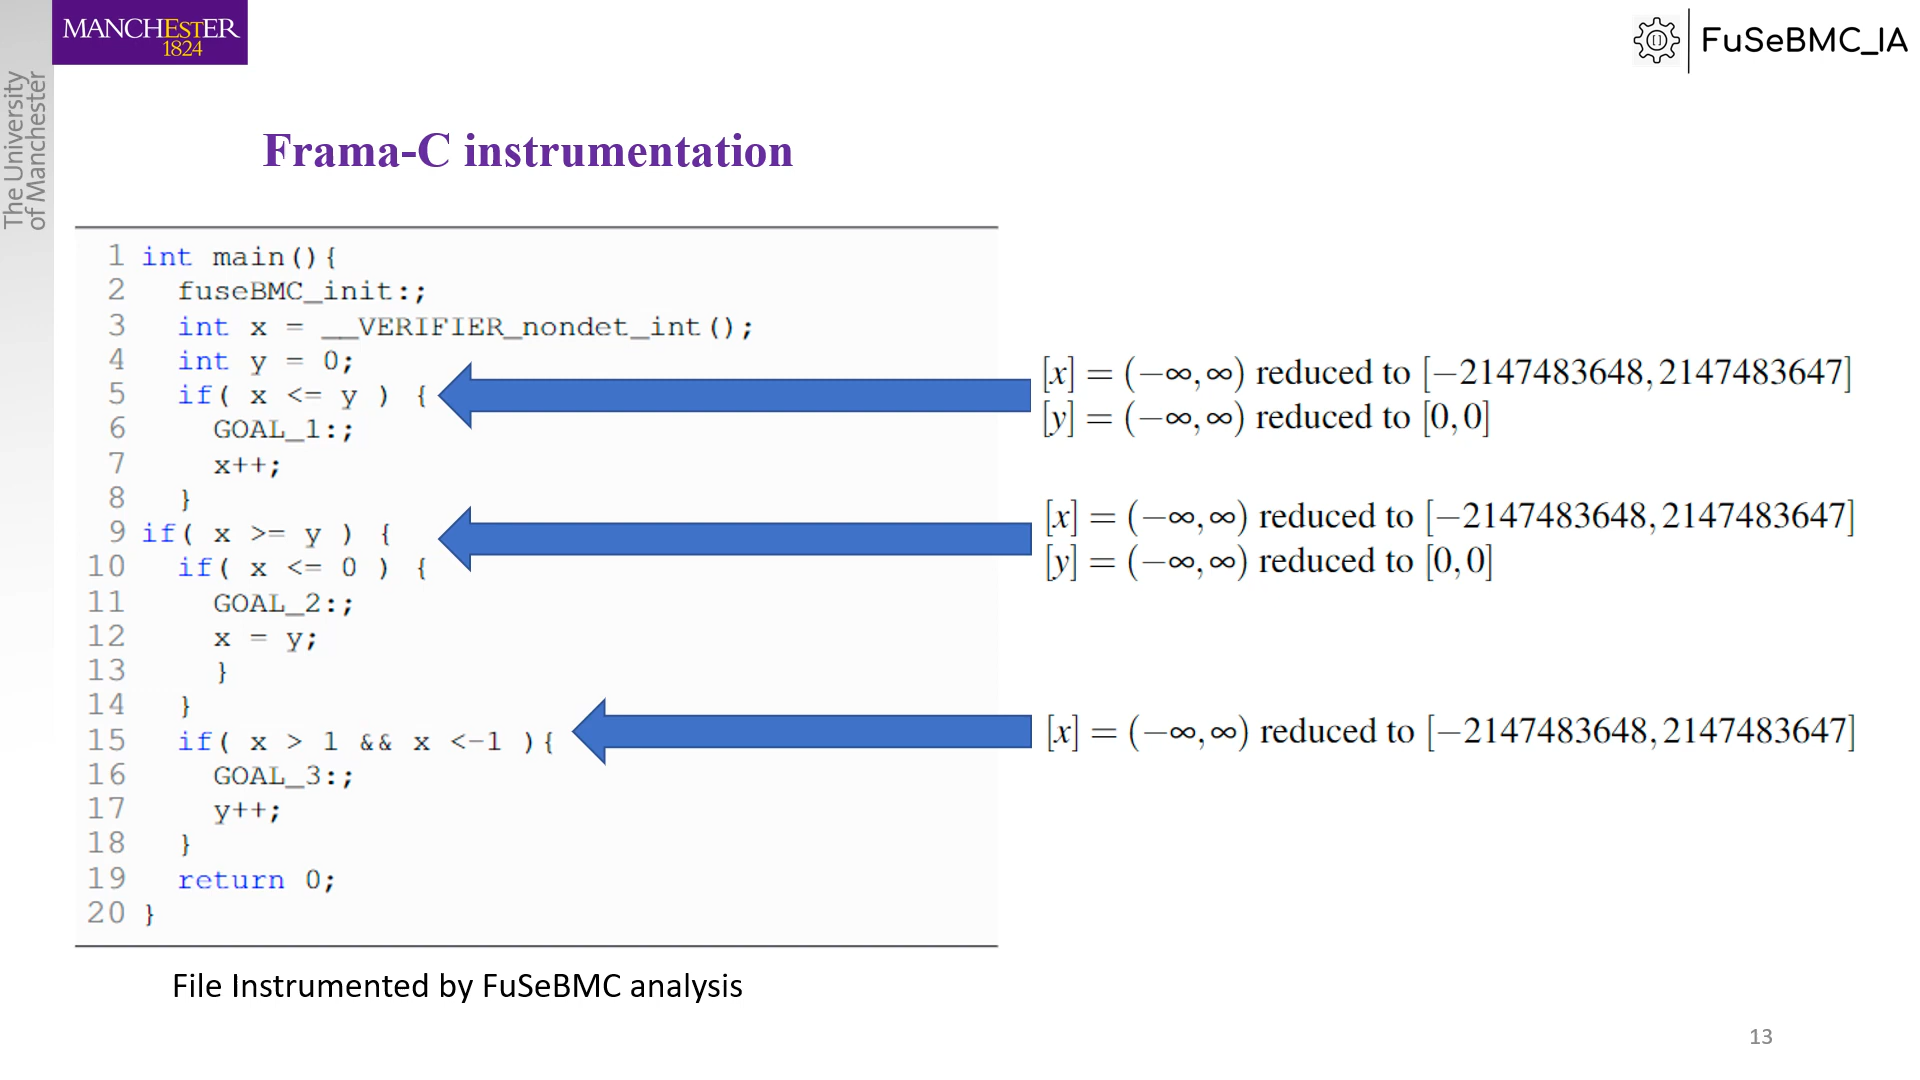 MANCHESTER
1824
The University
of Manchester
FuSeBMC_IA
Frama-C instrumentation
1 int main(){
2 fuseBMC_init:;
3 int x = __VERIFIER_nondet_int();
4 int y = 0;
5 if( x <= y ) {
6 GOAL_1:;
7 x++;
8 }
9 if( x >= y ) {
10 if( x <= 0 ) {
11 GOAL_2:;
12 x = y;
13 }
14 }
15 if( x > 1 && x <-1 ){
16 GOAL_3:;
17 y++;
18 }
19 return 0;
20 }
[x] = (−∞,∞) reduced to [−2147483648,2147483647]
[y] = (−∞,∞) reduced to [0,0]
[x] = (−∞,∞) reduced to [−2147483648,2147483647]
[y] = (−∞,∞) reduced to [0,0]
[x] = (−∞,∞) reduced to [−2147483648,2147483647]
File Instrumented by FuSeBMC analysis
13